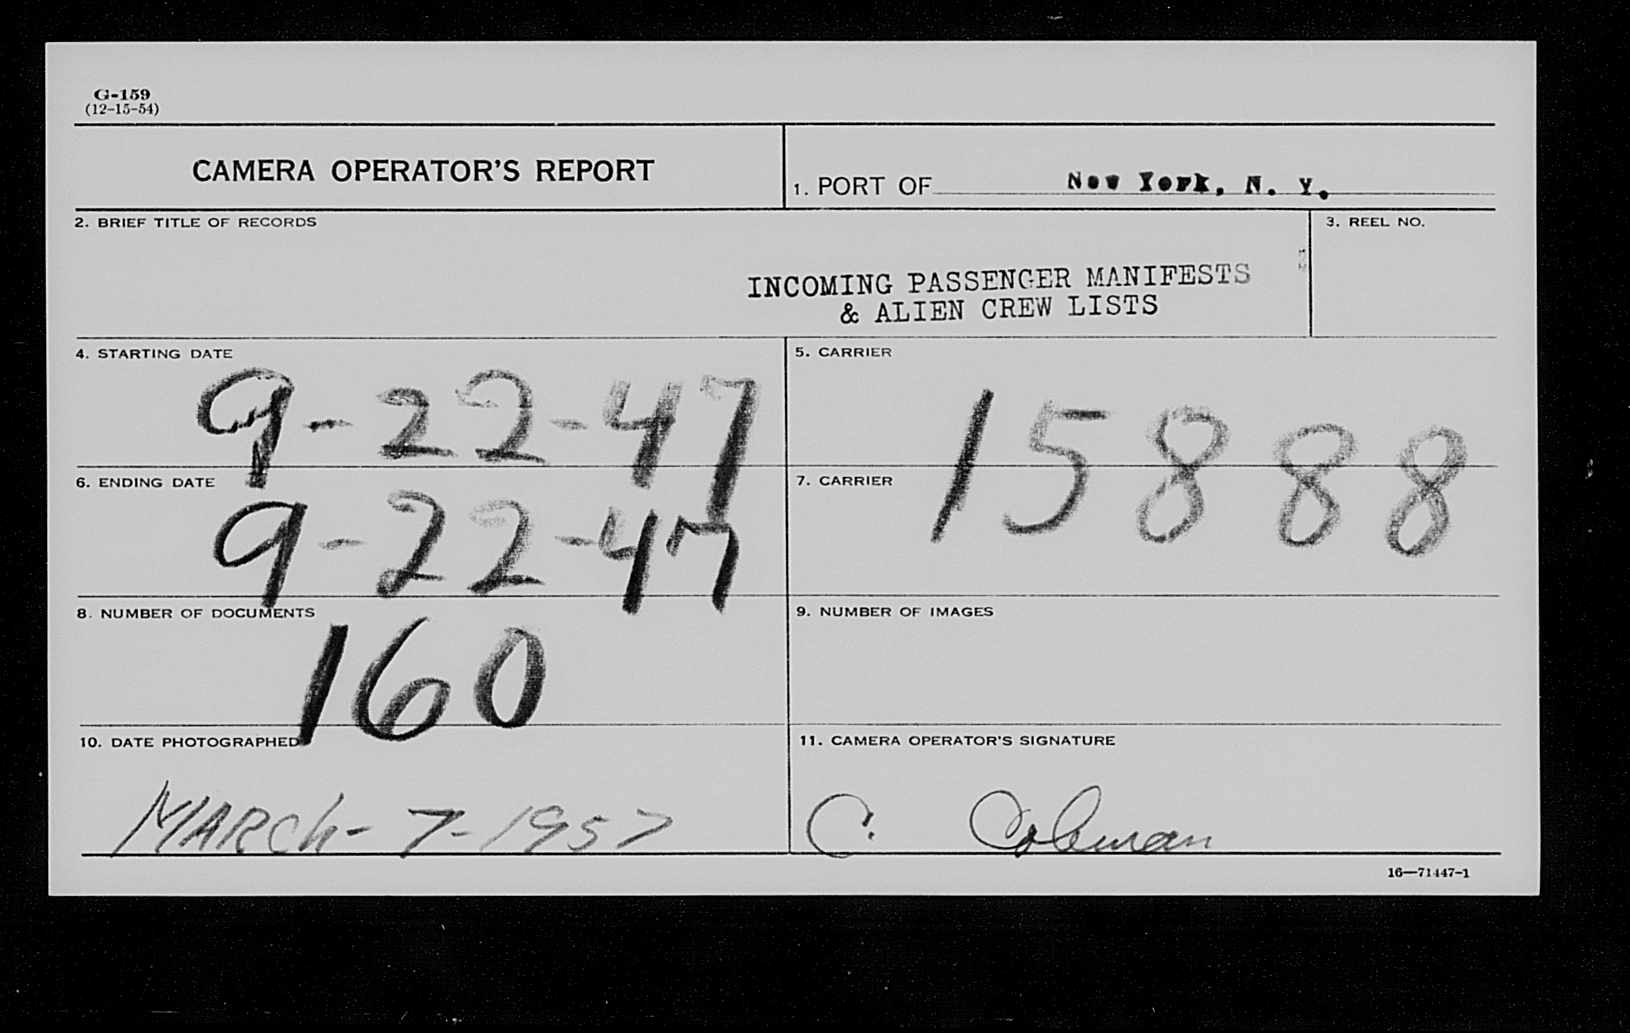 G-159
(12-15-54)
CAMERA OPERATOR'S REPORT
1. PORT OF New York, N. Y.
2. BRIEF TITLE OF RECORDS
3. REEL NO.
INCOMING PASSENGER MANIFESTS
& ALIEN CREW LISTS
4. STARTING DATE
9-22-47
5. CARRIER
15888
6. ENDING DATE
9-22-47
7. CARRIER
8. NUMBER OF DOCUMENTS
160
9. NUMBER OF IMAGES
10. DATE PHOTOGRAPHED
MARCh-7-1957
11. CAMERA OPERATOR'S SIGNATURE
C. Coleman
16—71447-1